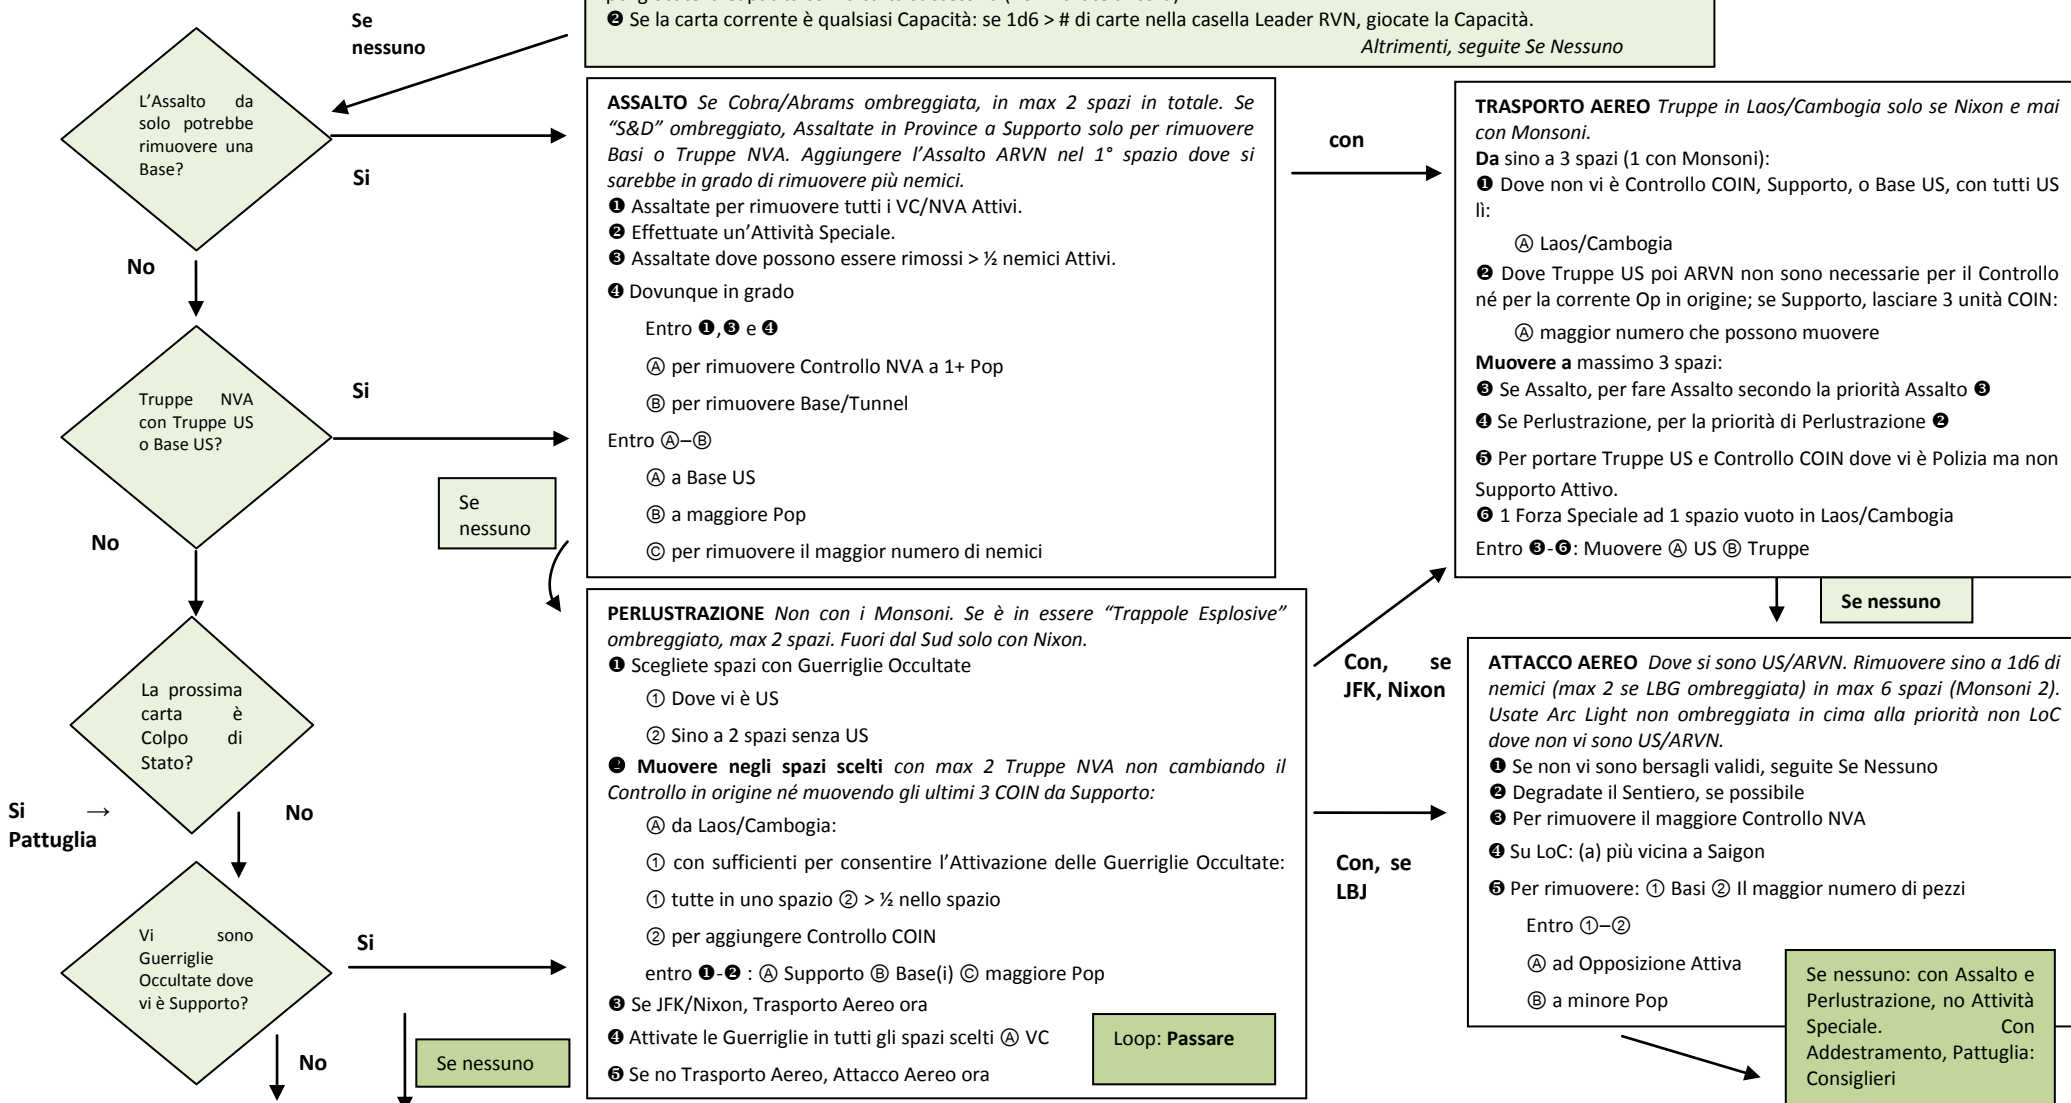 ❷ Se la carta corrente è qualsiasi Capacità: se 1d6 > # di carte nella casella Leader RVN, giocate la Capacità.
Altrimenti, seguite Se Nessuno
Se
nessuno
L’Assalto da
solo potrebbe
rimuovere una
Base?
Si
No
ASSALTO Se Cobra/Abrams ombreggiata, in max 2 spazi in totale. Se
“S&D” ombreggiato, Assaltate in Province a Supporto solo per rimuovere
Basi o Truppe NVA. Aggiungere l’Assalto ARVN nel 1° spazio dove si
sarebbe in grado di rimuovere più nemici.
❶ Assaltate per rimuovere tutti i VC/NVA Attivi.
❷ Effettuate un’Attività Speciale.
❸ Assaltate dove possono essere rimossi > ½ nemici Attivi.
❹ Dovunque in grado
Entro ❶,❸ e ❹
Ⓐ per rimuovere Controllo NVA a 1+ Pop
Ⓑ per rimuovere Base/Tunnel
Entro Ⓐ–Ⓑ
Ⓐ a Base US
Ⓑ a maggiore Pop
Ⓒ per rimuovere il maggior numero di nemici
con
TRASPORTO AEREO Truppe in Laos/Cambogia solo se Nixon e mai
con Monsoni.
Da sino a 3 spazi (1 con Monsoni):
❶ Dove non vi è Controllo COIN, Supporto, o Base US, con tutti US
lì:
Ⓐ Laos/Cambogia
❷ Dove Truppe US poi ARVN non sono necessarie per il Controllo
né per la corrente Op in origine; se Supporto, lasciare 3 unità COIN:
Ⓐ maggior numero che possono muovere
Muovere a massimo 3 spazi:
❸ Se Assalto, per fare Assalto secondo la priorità Assalto ❸
❹ Se Perlustrazione, per la priorità di Perlustrazione ❷
❺ Per portare Truppe US e Controllo COIN dove vi è Polizia ma non
Supporto Attivo.
❻ 1 Forza Speciale ad 1 spazio vuoto in Laos/Cambogia
Entro ❸-❻: Muovere Ⓐ US Ⓑ Truppe
Truppe NVA
con Truppe US
o Base US?
Si
No
Se
nessuno
Se nessuno
PERLUSTRAZIONE Non con i Monsoni. Se è in essere “Trappole Esplosive”
ombreggiato, max 2 spazi. Fuori dal Sud solo con Nixon.
❶ Scegliete spazi con Guerriglie Occultate
① Dove vi è US
② Sino a 2 spazi senza US
❷ Muovere negli spazi scelti con max 2 Truppe NVA non cambiando il
Controllo in origine né muovendo gli ultimi 3 COIN da Supporto:
Ⓐ da Laos/Cambogia:
① con sufficienti per consentire l’Attivazione delle Guerriglie Occultate:
① tutte in uno spazio ② > ½ nello spazio
② per aggiungere Controllo COIN
entro ❶-❷ : Ⓐ Supporto Ⓑ Base(i) Ⓒ maggiore Pop
❸ Se JFK/Nixon, Trasporto Aereo ora
❹ Attivate le Guerriglie in tutti gli spazi scelti Ⓐ VC
❺ Se no Trasporto Aereo, Attacco Aereo ora
Loop: Passare
Con, se
JFK, Nixon
Con, se
LBJ
ATTACCO AEREO Dove si sono US/ARVN. Rimuovere sino a 1d6 di
nemici (max 2 se LBG ombreggiata) in max 6 spazi (Monsoni 2).
Usate Arc Light non ombreggiata in cima alla priorità non LoC
dove non vi sono US/ARVN.
❶ Se non vi sono bersagli validi, seguite Se Nessuno
❷ Degradate il Sentiero, se possibile
❸ Per rimuovere il maggiore Controllo NVA
❹ Su LoC: (a) più vicina a Saigon
❺ Per rimuovere: ① Basi ② Il maggior numero di pezzi
Entro ①–②
Ⓐ ad Opposizione Attiva
Ⓑ a minore Pop
Se nessuno: con Assalto e
Perlustrazione, no Attività
Speciale. Con
Addestramento, Pattuglia:
Consiglieri
La prossima
carta è
Colpo di
Stato?
Si →
Pattuglia
No
Vi sono
Guerriglie
Occultate dove
vi è Supporto?
Si
No
Se nessuno